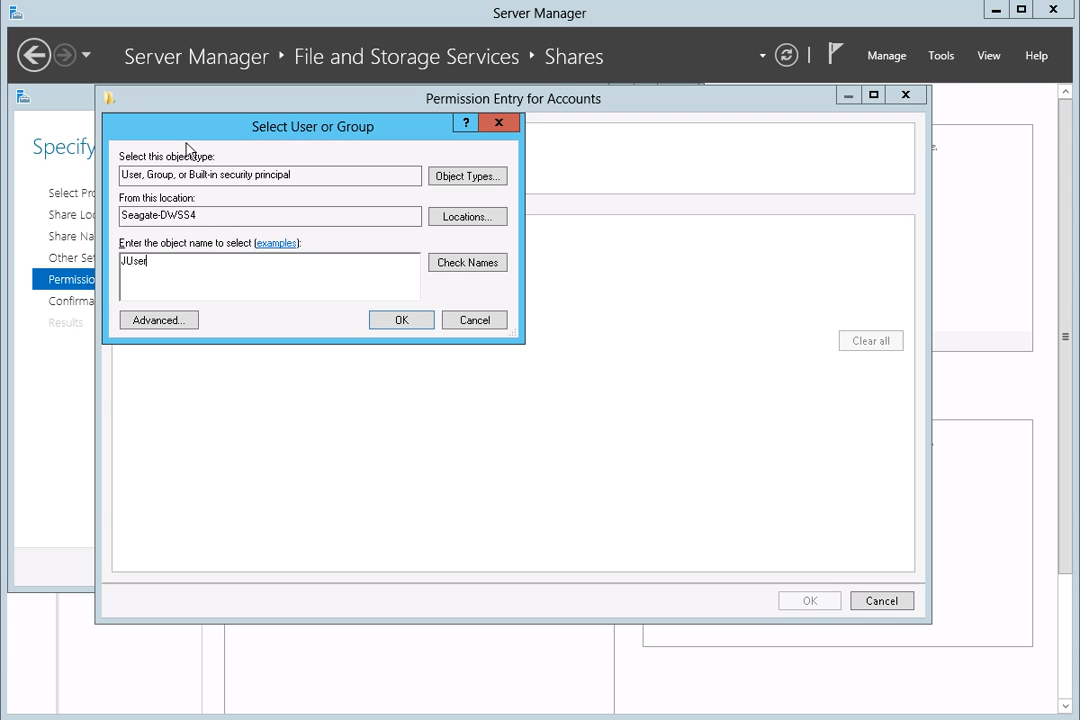 Server Manager
Server Manager ‣ File and Storage Services ‣ Shares
Manage Tools View Help
Permission Entry for Accounts
Select User or Group
?
Specify
Select this object type:
User, Group, or Built-in security principal
Object Types...
Select Pro
From this location:
Share Loc
Seagate-DWSS4
Locations...
Share Na
Enter the object name to select (examples):
Other Set
JUser
Check Names
Permissio
Confirma
Advanced...
OK
Cancel
Results
Clear all
OK
Cancel